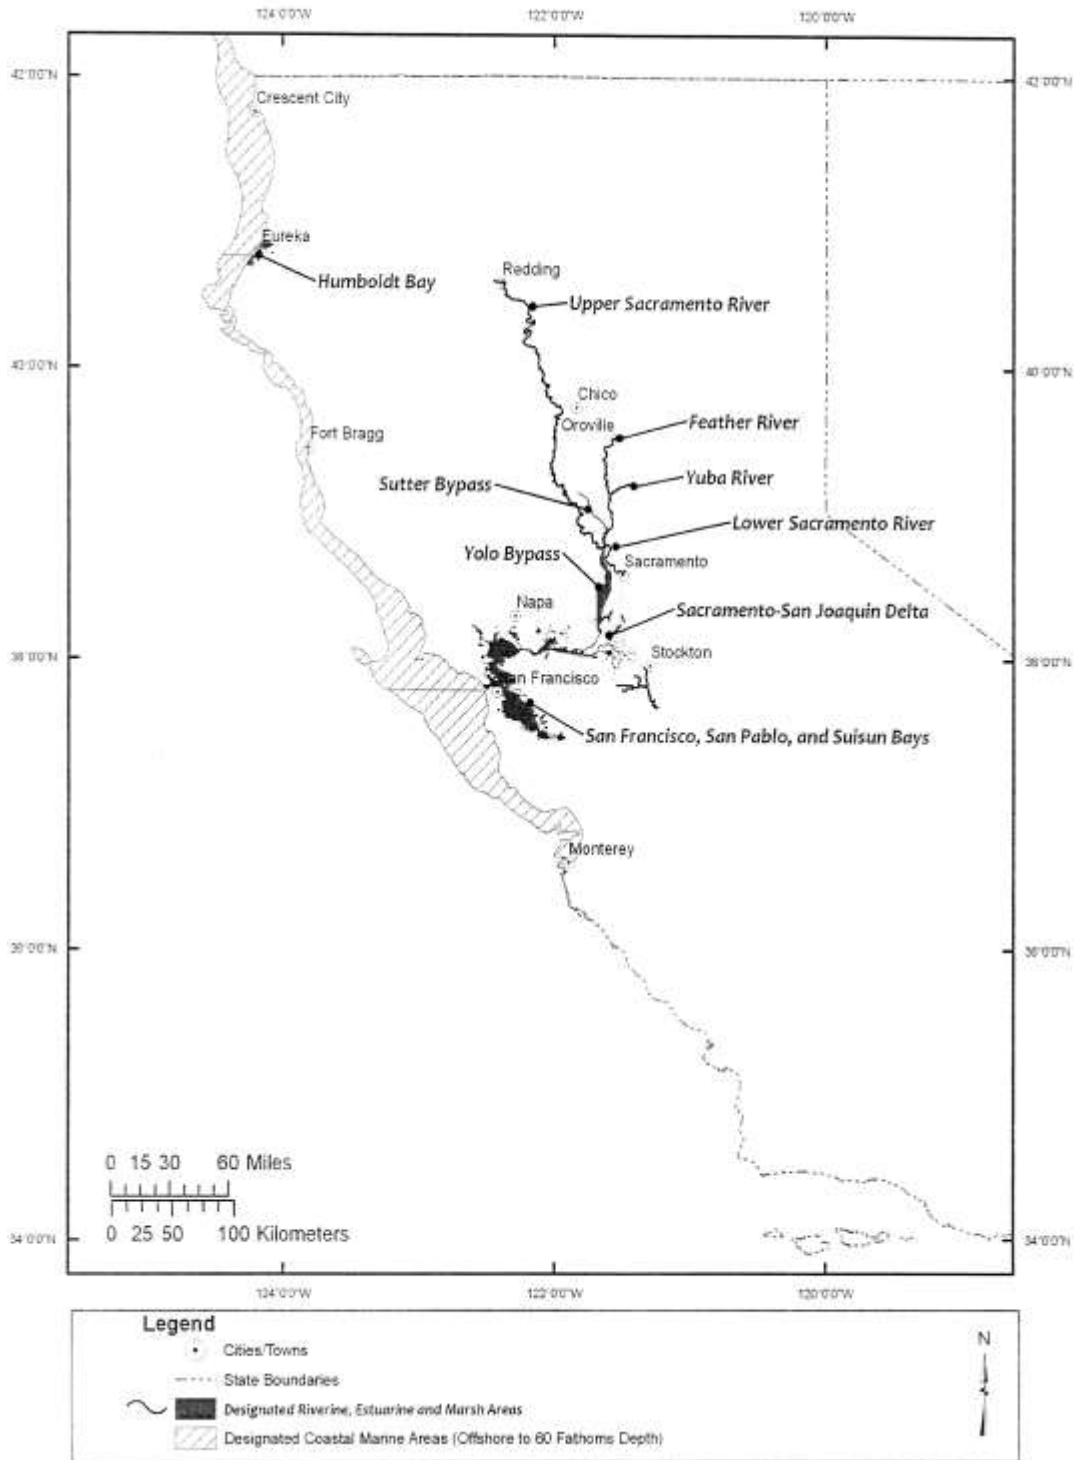 124°0'0"W 122°0'0"W 120°0'0"W
42°0'0"N 42°0'0"N
Crescent City
Eureka
Humboldt Bay
Redding
Upper Sacramento River
40°0'0"N 40°0'0"N
Chico
Oroville
Feather River
Fort Bragg
Sutter Bypass
Yuba River
Lower Sacramento River
Yolo Bypass
Sacramento
Napa
Sacramento-San Joaquin Delta
Stockton
38°0'0"N 38°0'0"N
San Francisco
San Francisco, San Pablo, and Suisun Bays
Monterey
36°0'0"N 36°0'0"N
0 15 30 60 Miles
0 25 50 100 Kilometers
34°0'0"N 34°0'0"N
124°0'0"W 122°0'0"W 120°0'0"W
Legend
N
Cities/Towns
State Boundaries
Designated Riverine, Estuarine and Marsh Areas
Designated Coastal Marine Areas (Offshore to 60 Fathoms Depth)